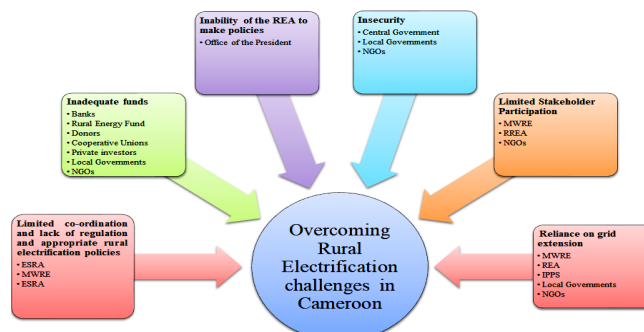 Inability of the REA to
make policies
• Office of the President
Insecurity
• Central Government
• Local Governments
• NGOs
Inadequate funds
• Banks
• Rural Energy Fund
• Donors
• Cooperative Unions
• Private investors
• Local Governments
• NGOs
Limited Stakeholder
Participation
• MWRE
• RREA
• NGOs
Limited co-ordination
and lack of regulation
and appropriate rural
electrification policies
• ESRA
• MWRE
• ESRA
Overcoming
Rural
Electrification
challenges in
Cameroon
Reliance on grid
extension
• MWRE
• REA
• IPPS
• Local Governments
• NGOs